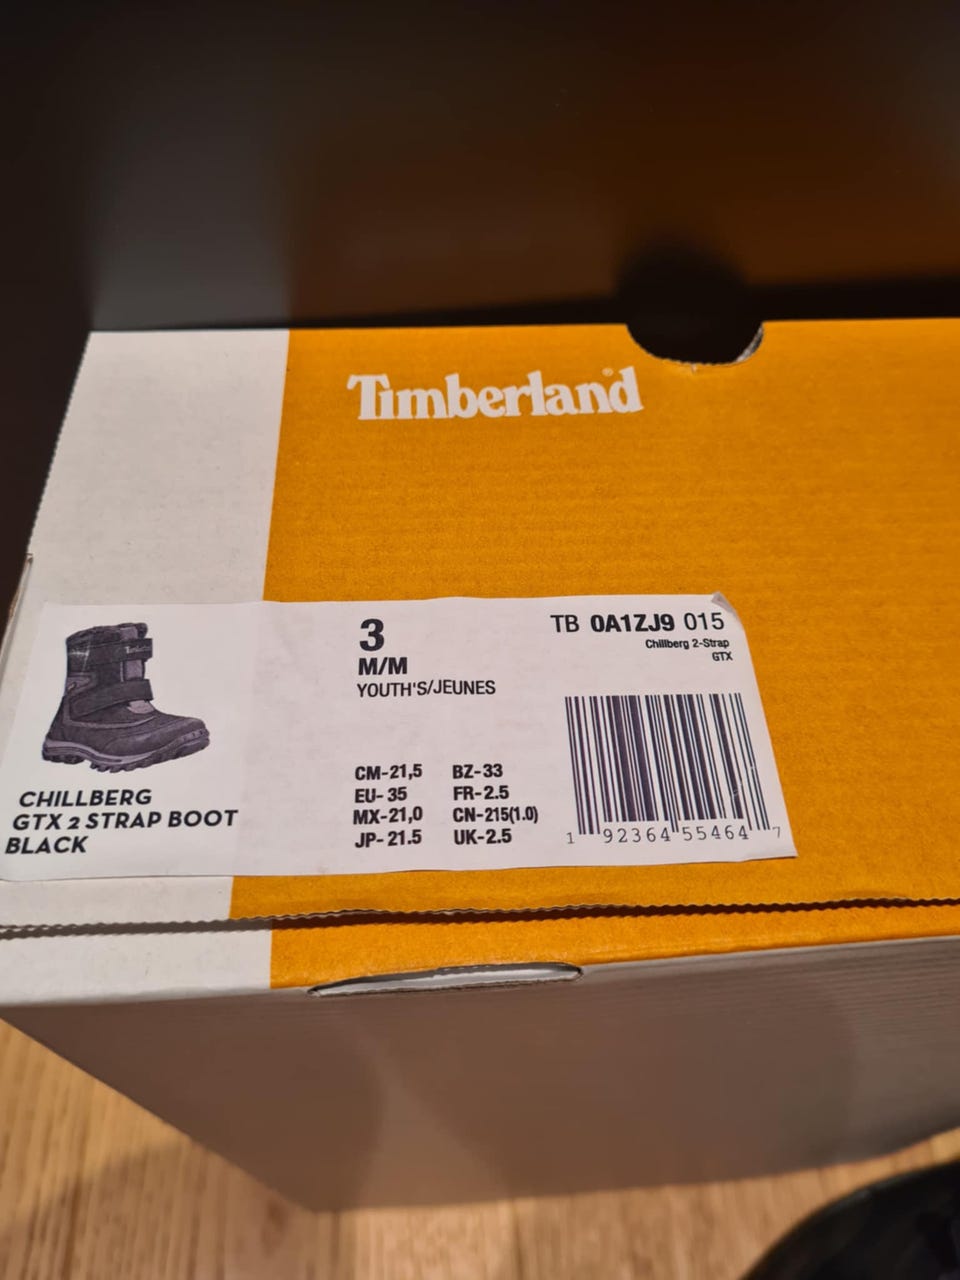 Timberland®
Timberland
CHILLBERG
GTX 2 STRAP BOOT
BLACK
3
M/M
YOUTH'S/JEUNES
CM-21,5 BZ-33
EU- 35 FR-2.5
MX-21,0 CN-215(1.0)
JP- 21.5 UK-2.5
TB 0A1ZJ9 015
Chillberg 2-Strap
GTX
1 92364 55464 7